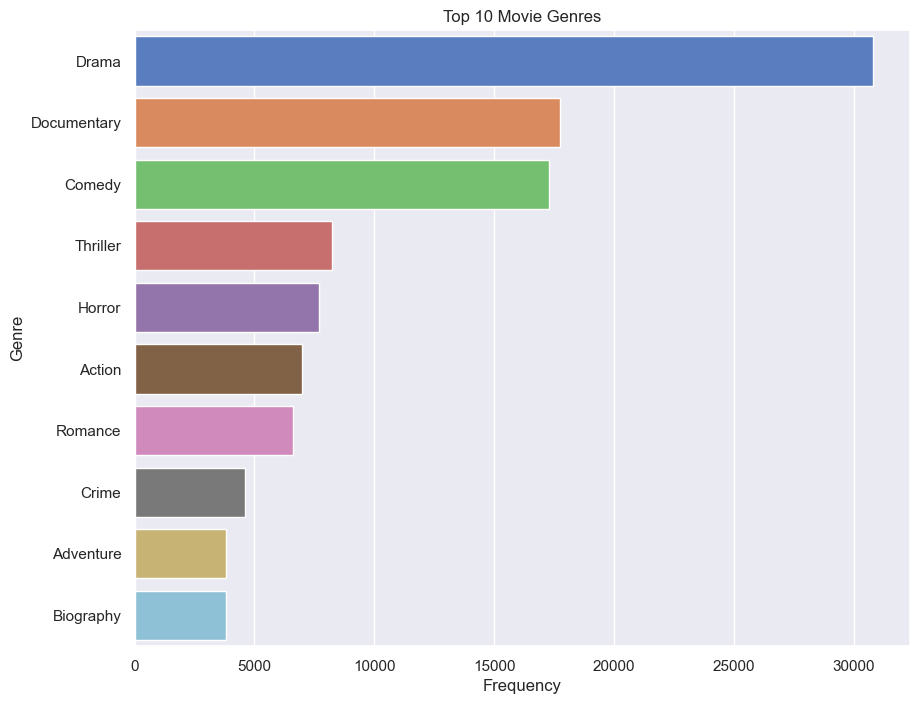 Top 10 Movie Genres
Genre
Drama
Documentary
Comedy
Thriller
Horror
Action
Romance
Crime
Adventure
Biography
0 5000 10000 15000 20000 25000 30000
Frequency